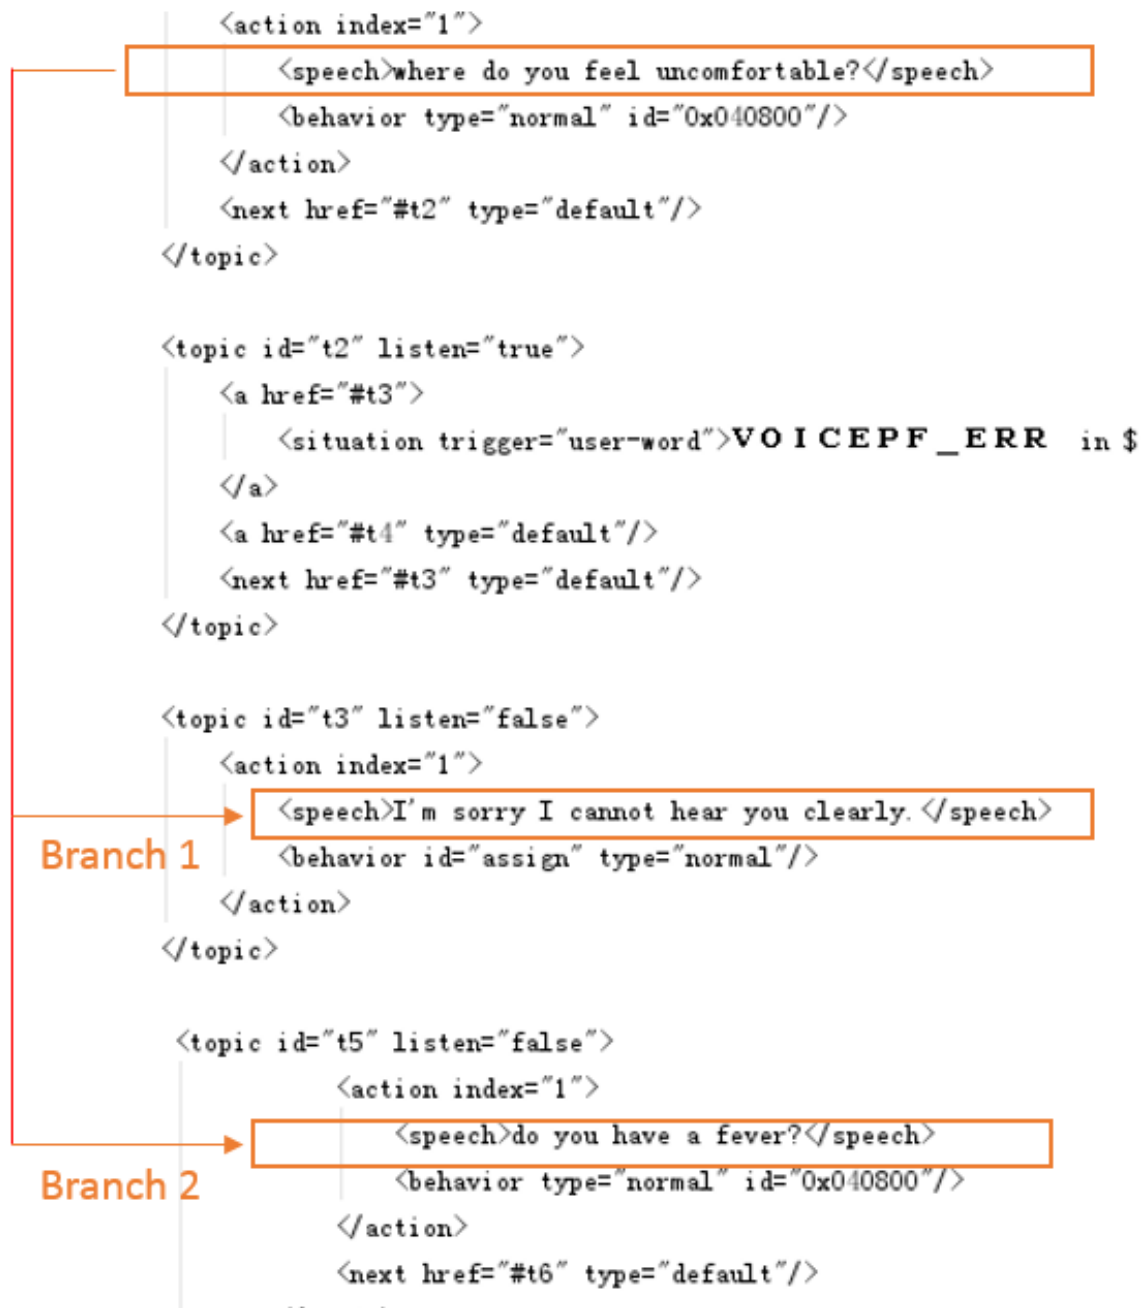 <action index="1">
<speech>where do you feel uncomfortable?</speech>
<behavior type="normal" id="0x040800"/>
</action>
<next href="#t2" type="default"/>
</topic>
<topic id="t2" listen="true">
<a href="#t3">
<situation trigger="user-word">VOICEPF_ERR in $
</a>
<a href="#t4" type="default"/>
<next href="#t3" type="default"/>
</topic>
<topic id="t3" listen="false">
<action index="1">
<speech>I'm sorry I cannot hear you clearly.</speech>
Branch 1
<behavior id="assign" type="normal"/>
</action>
</topic>
<topic id="t5" listen="false">
<action index="1">
<speech>do you have a fever?</speech>
Branch 2
<behavior type="normal" id="0x040800"/>
</action>
<next href="#t6" type="default"/>